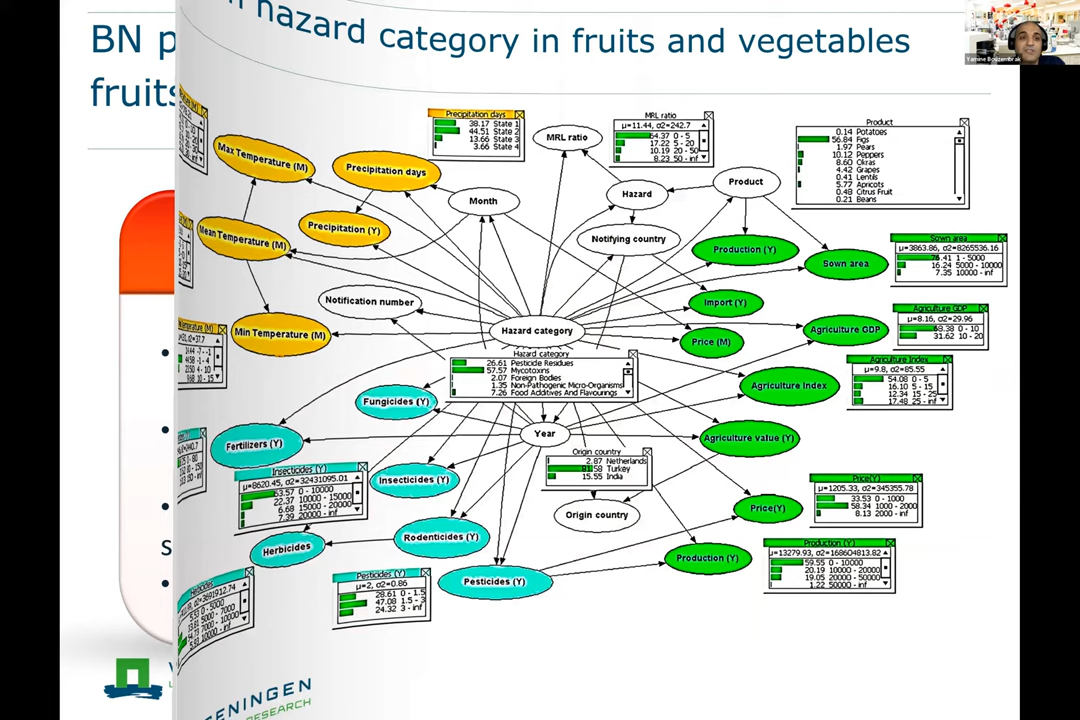 BN p
fruits
hazard category in fruits and vegetables
Yamine Bouzembrak
Precipitation days
38.17 State 1
44.51 State 2
13.66 State 3
3.66 State 4
MRL ratio
μ=11.44, σ2=242.7
64.37 0 - 5
17.22 5 - 20
10.19 20 - 50
8.23 50 - inf
Product
0.14 Potatoes
56.84 Figs
1.97 Pears
10.12 Peppers
8.60 Okras
4.42 Grapes
0.41 Lentils
5.77 Apricots
0.48 Citrus Fruit
0.21 Beans
Max Temperature (M)
Precipitation days
MRL ratio
Month
Hazard
Product
Mean Temperature (M)
Precipitation (Y)
Notifying country
Production (Y)
Sown area
Sown area
μ=3863.86, σ2=8265536.16
76.41 1 - 5000
16.24 5000 - 10000
7.35 10000 - inf
Notification number
Import (Y)
Min Temperature (M)
Hazard category
Price (M)
Agriculture GDP
Agriculture GDP
μ=8.16, σ2=29.96
68.38 0 - 10
31.62 10 - 20
Hazard category
26.61 Pesticide Residues
57.57 Mycotoxins
2.07 Foreign Bodies
1.35 Non-Pathogenic Micro-Organisms
7.26 Food Additives And Flavourings
Agriculture Index
Agriculture Index
μ=9.8, σ2=85.55
54.08 0 - 5
16.10 5 - 15
12.34 15 - 25
17.48 25 - inf
Fungicides (Y)
Year
Agriculture value (Y)
Fertilizers (Y)
Origin country
2.87 Netherlands
81.58 Turkey
15.55 India
Insecticides (Y)
μ=8620.45, σ2=32431095.01
63.57 0 - 10000
22.37 10000 - 15000
6.68 15000 - 20000
7.39 20000 - inf
Insecticides (Y)
Origin country
Price(Y)
Price(Y)
μ=1205.33, σ2=345355.78
33.53 0 - 1000
58.34 1000 - 2000
8.13 2000 - inf
Herbicides
Rodenticides (Y)
Production (Y)
Production (Y)
μ=13279.93, σ2=168604813.82
59.55 0 - 10000
20.19 10000 - 20000
19.05 20000 - 50000
1.22 50000 - inf
Pesticides (Y)
Pesticides (Y)
μ=2, σ2=0.86
28.61 0 - 1.5
47.08 1.5 - 3
24.32 3 - inf
ENINGEN
RESEARCH